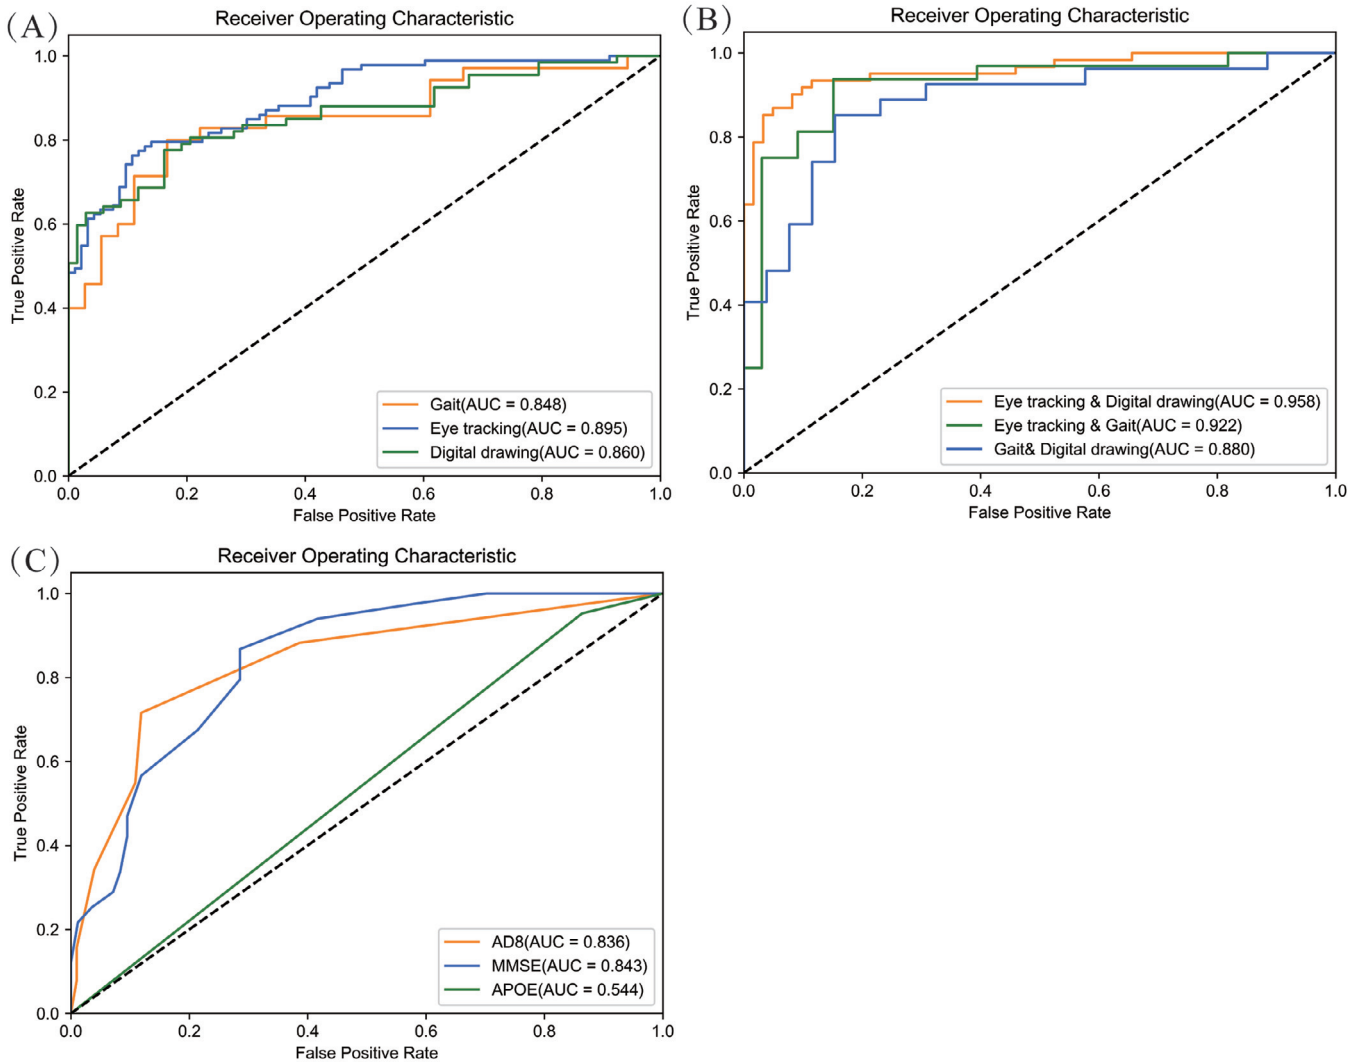 (A)
Receiver Operating Characteristic
1.0
0.8
0.6
0.4
0.2
0.0
True Positive Rate
Gait(AUC = 0.848)
Eye tracking(AUC = 0.895)
Digital drawing(AUC = 0.860)
0.0 0.2 0.4 0.6 0.8 1.0
False Positive Rate
(B)
Receiver Operating Characteristic
1.0
0.8
0.6
0.4
0.2
0.0
True Positive Rate
Eye tracking & Digital drawing(AUC = 0.958)
Eye tracking & Gait(AUC = 0.922)
Gait& Digital drawing(AUC = 0.880)
0.0 0.2 0.4 0.6 0.8 1.0
False Positive Rate
(C)
Receiver Operating Characteristic
1.0
0.8
0.6
0.4
0.2
0.0
True Positive Rate
AD8(AUC = 0.836)
MMSE(AUC = 0.843)
APOE(AUC = 0.544)
0.0 0.2 0.4 0.6 0.8 1.0
False Positive Rate